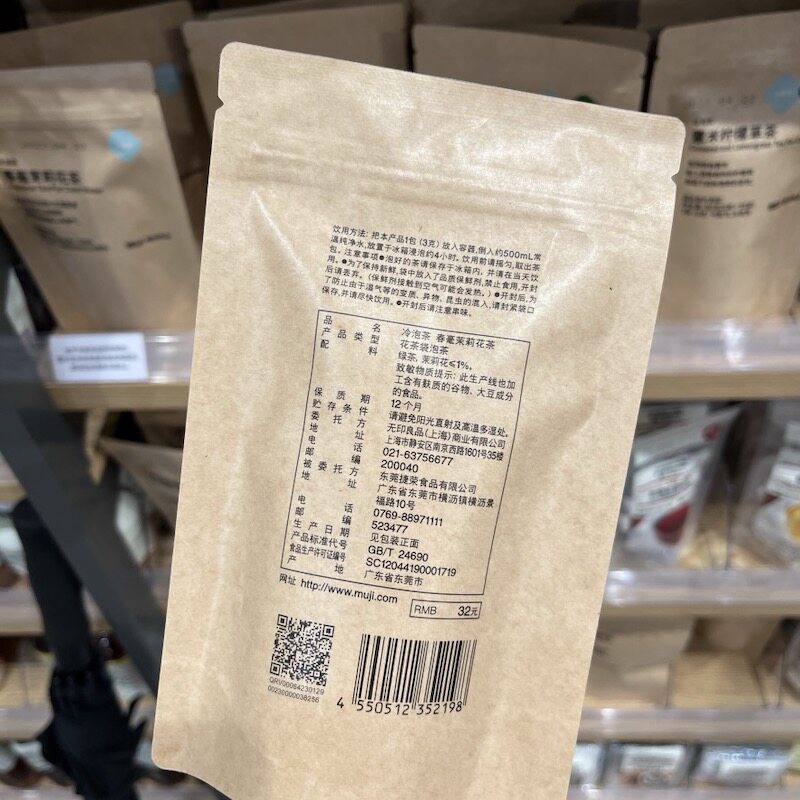 春毫茉莉花茶
黑米柠檬草茶
饮用方法: 把本产品1包 (3克) 放入容器, 倒入约500mL常
温纯净水, 放置于冰箱浸泡约4小时。饮用前请摇匀, 取出茶
包。注意事项●泡好的茶请保存于冰箱内, 并请在当天饮
用。●为了保持新鲜, 袋中放入了品质保鲜剂, 禁止食用, 开封
后请丢弃。(保鲜剂接触到空气可能会发热。) ●开封后, 为
了防止由于湿气等的变质、异物、昆虫的混入, 请封紧袋口
保存, 并请尽快饮用。●开封后请注意串味。
品 名 冷泡茶 春毫茉莉花茶
产品类型 花茶袋泡茶
配 料 绿茶, 茉莉花≤1%。
致敏物质提示: 此生产线也加
工含有麸质的谷物、大豆成分
的食品。
保 质 期 12个月
贮存条件 请避免阳光直射及高温多湿处。
委 托 方 无印良品(上海)商业有限公司
地 址 上海市静安区南京西路1601号35楼
电 话 021-63756677
邮 编 200040
被委托方 东莞捷荣食品有限公司
地 址 广东省东莞市横沥镇横沥景
福路10号
电 话 0769-88971111
邮 编 523477
生产日期 见包装正面
产品标准代号 GB/T 24690
食品生产许可证编号 SC12044190001719
产 地 广东省东莞市
网址 http://www.muji.com
RMB 32元
QRV00084230129
00230000038256
4 550512 352198